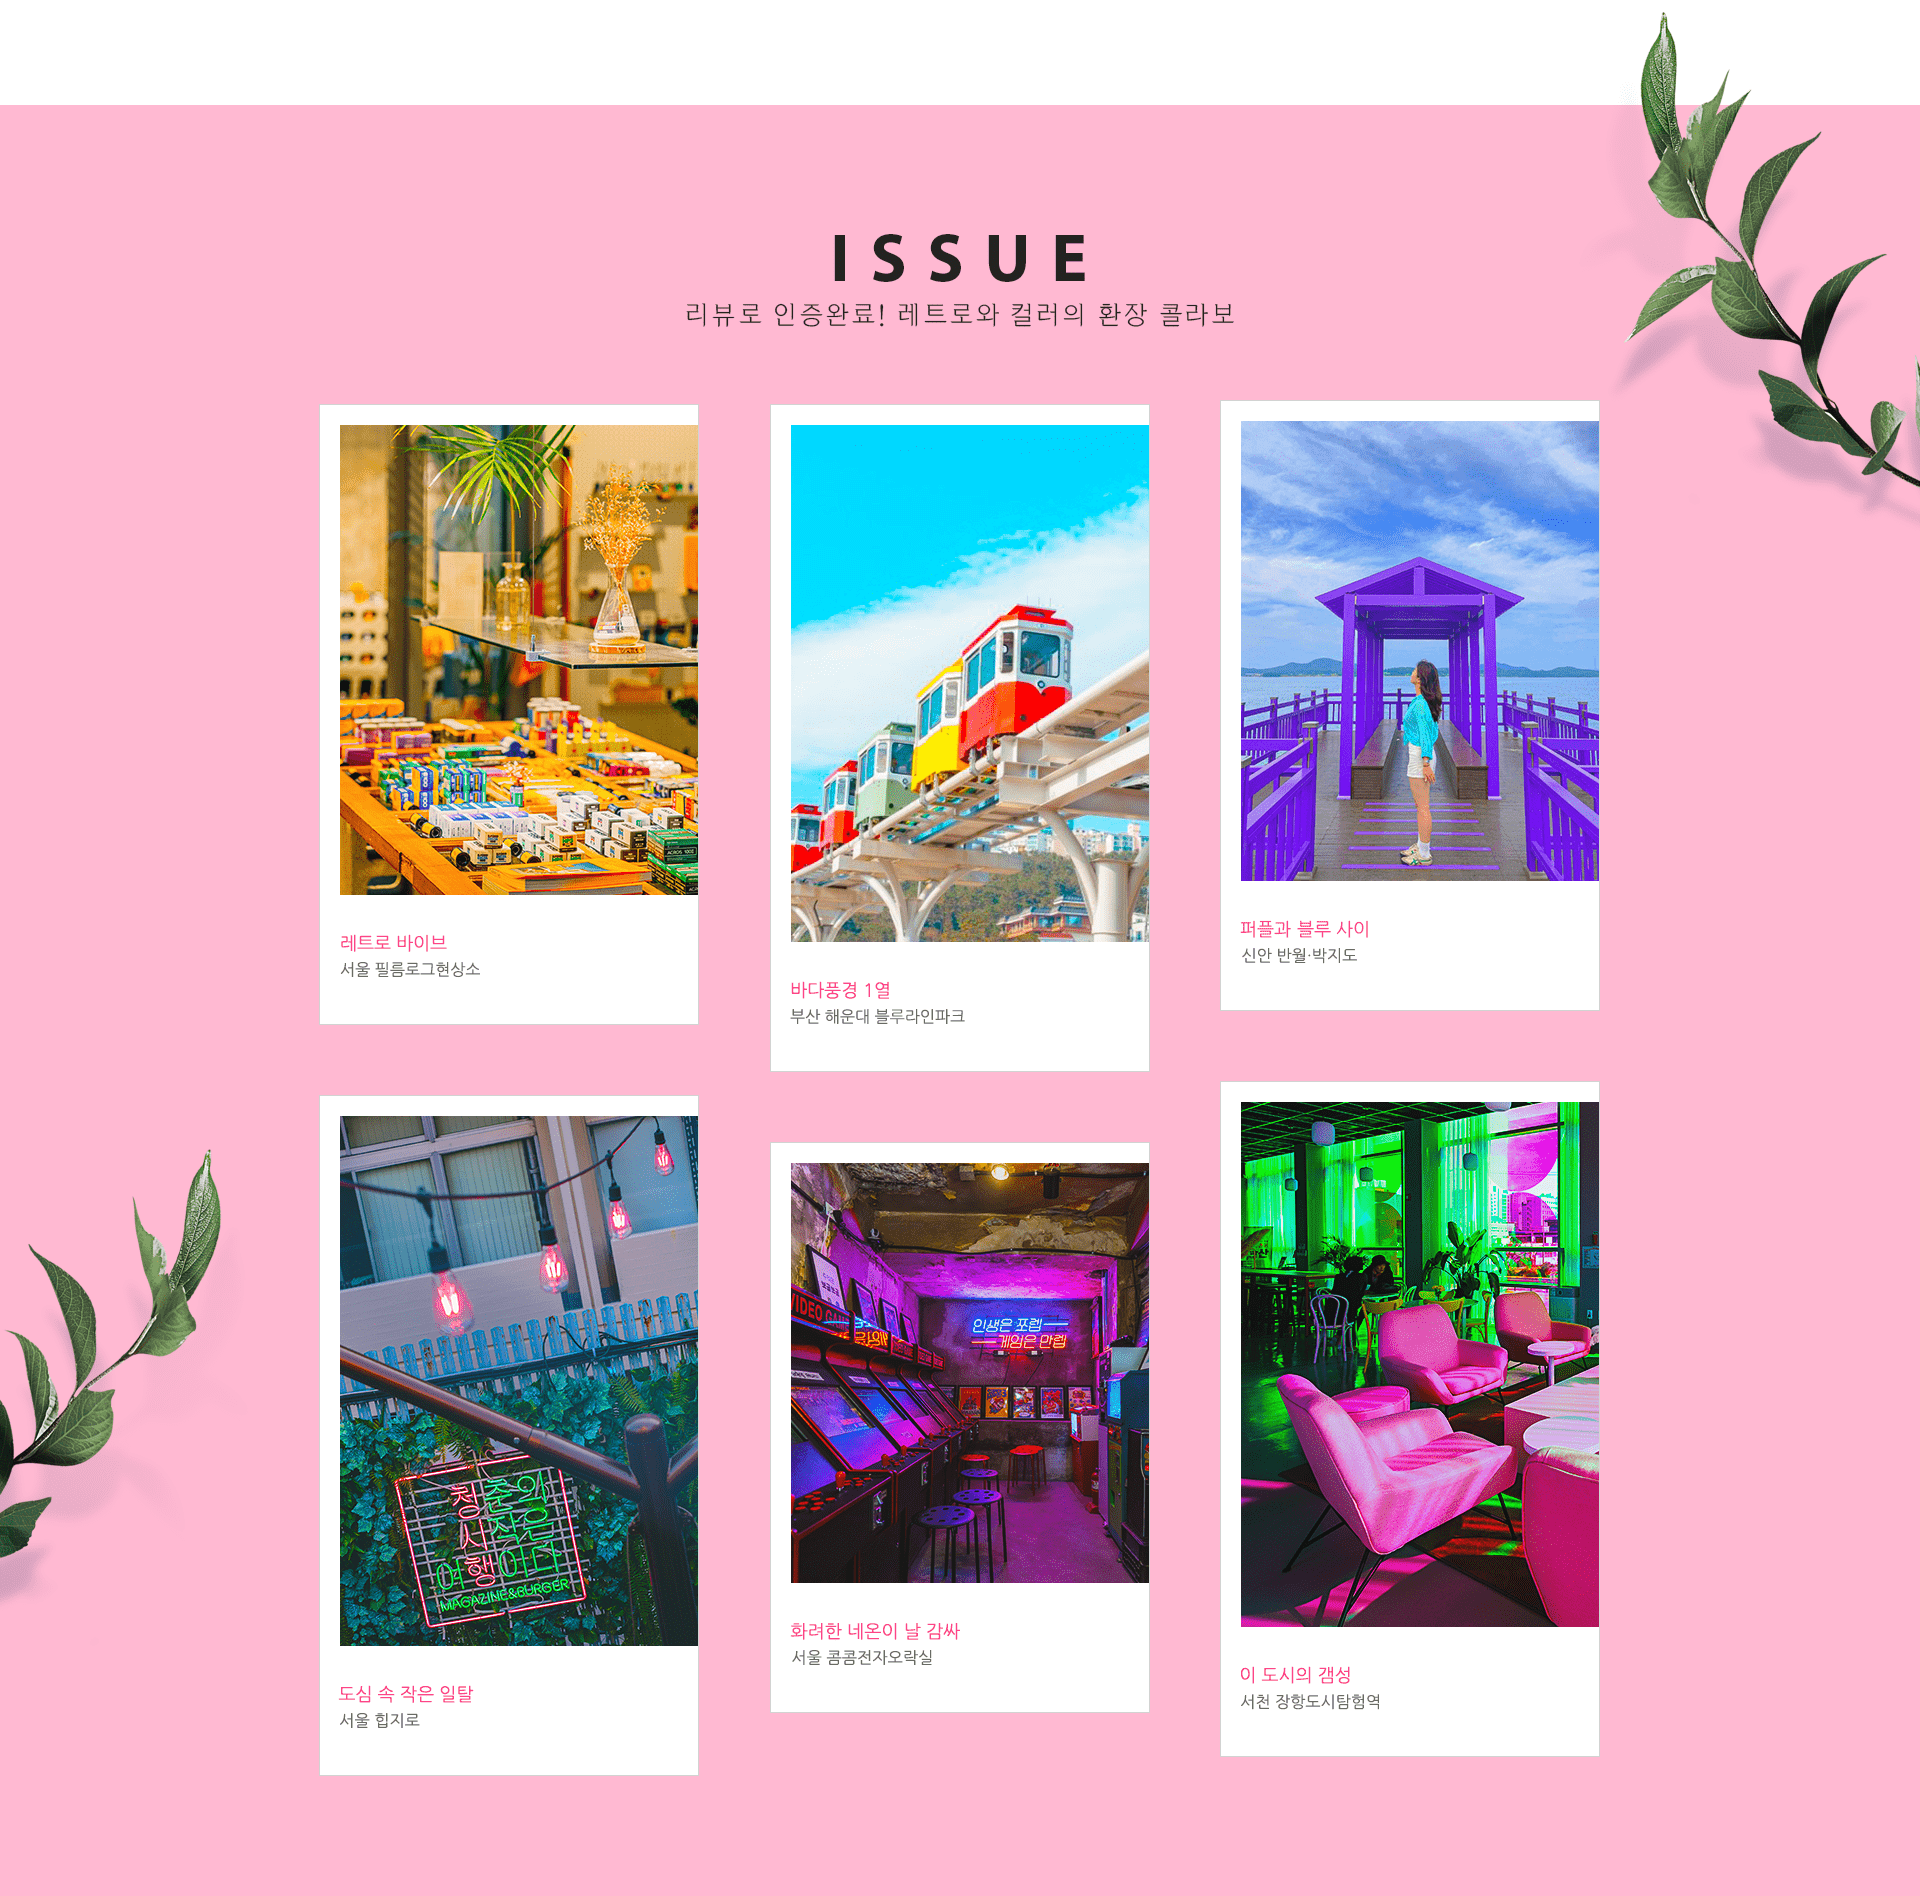 ISSUE
리뷰로 인증완료! 레트로와 컬러의 환장 콜라보
레트로 바이브
서울 필름로그현상소
바다풍경 1열
부산 해운대 블루라인파크
퍼플과 블루 사이
신안 반월·박지도
청춘의
시작은
여행이다
MAGAZINE&BURGER
도심 속 작은 일탈
서울 힙지로
VIDEO
인생은 포렙
게임은 만렙
화려한 네온이 날 감싸
서울 콤콤전자오락실
이 도시의 갬성
서천 장항도시탐험역